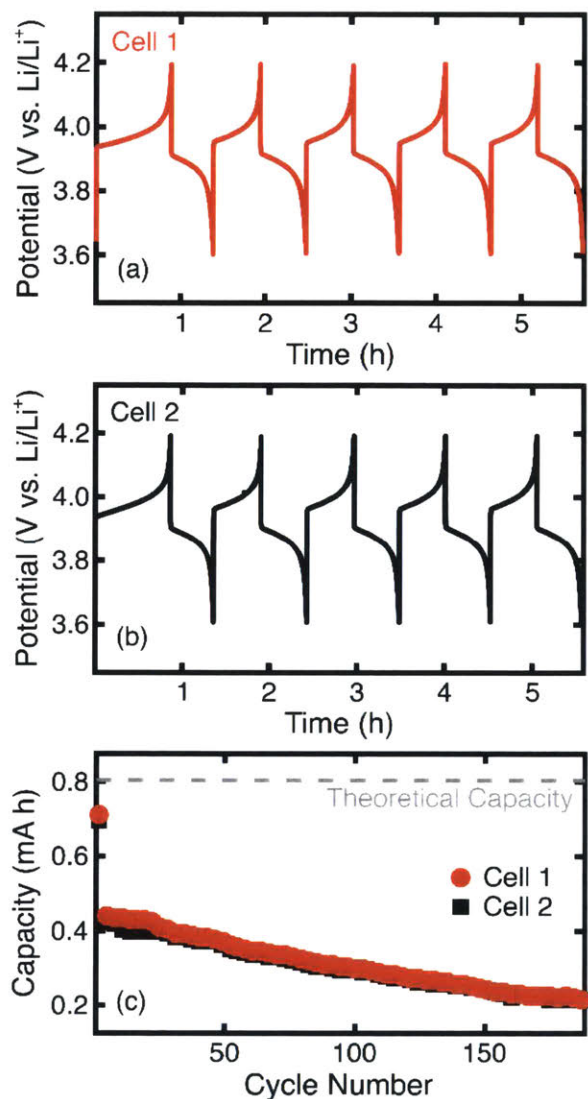 Cell 1
Potential (V vs. Li/Li⁺)
4.2
4.0
3.8
3.6
(a)
1 2 3 4 5
Time (h)
Cell 2
Potential (V vs. Li/Li⁺)
4.2
4.0
3.8
3.6
(b)
1 2 3 4 5
Time (h)
Capacity (mA h)
0.8
0.6
0.4
0.2
Theoretical Capacity
Cell 1
Cell 2
(c)
50 100 150
Cycle Number